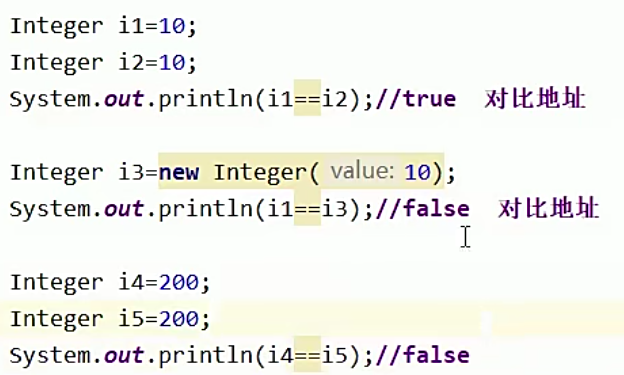 Integer i1=10;
Integer i2=10;
System.out.println(i1==i2);//true 对比地址
Integer i3=new Integer( value: 10);
System.out.println(i1==i3);//false 对比地址
Integer i4=200;
Integer i5=200;
System.out.println(i4==i5);//false